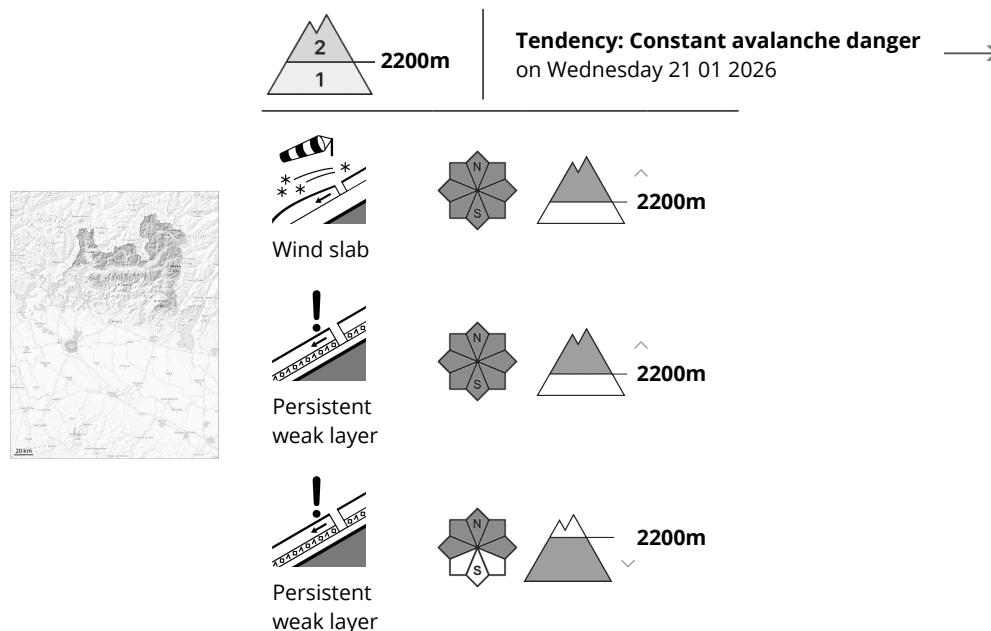 2
1
2200m
Tendency: Constant avalanche danger
on Wednesday 21 01 2026
N
S
2200m
Wind slab
N
S
2200m
Persistent
weak layer
N
S
2200m
Persistent
weak layer
20 km